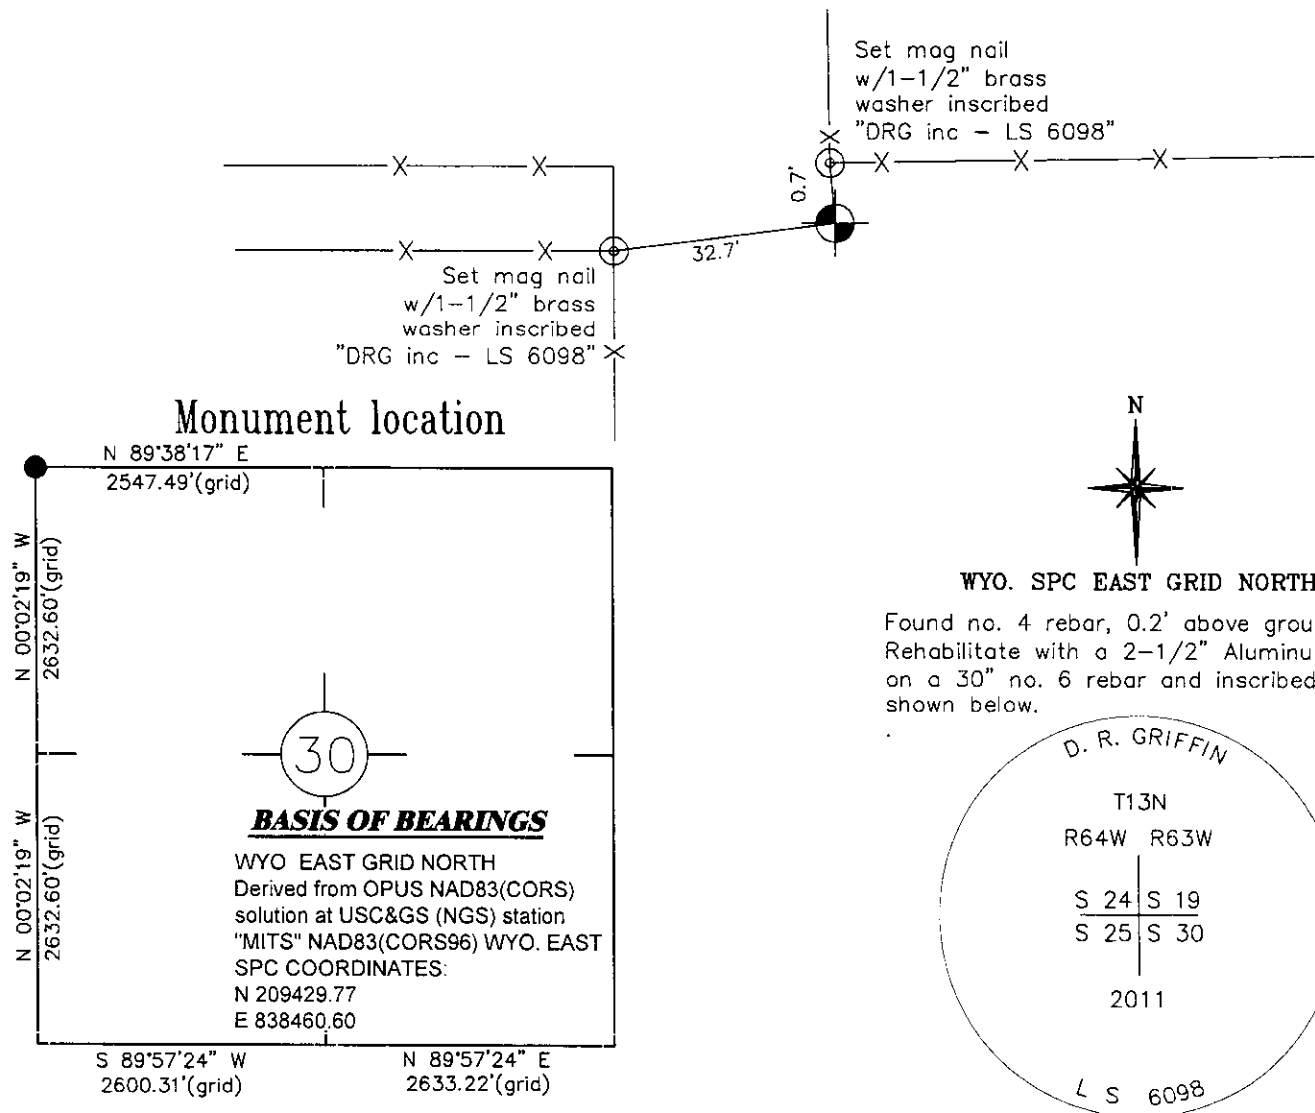 Set mag nail
w/1-1/2" brass
washer inscribed
"DRG inc - LS 6098"
0.7'
32.7'
Set mag nail
w/1-1/2" brass
washer inscribed
"DRG inc - LS 6098"
Monument location
N 89°38'17" E
2547.49'(grid)
N 00°02'19" W
2632.60'(grid)
N 00°02'19" W
2632.60'(grid)
30
BASIS OF BEARINGS
WYO EAST GRID NORTH
Derived from OPUS NAD83(CORS)
solution at USC&GS (NGS) station
"MITS" NAD83(CORS96) WYO. EAST
SPC COORDINATES:
N 209429.77
E 838460.60
S 89°57'24" W
2600.31'(grid)
N 89°57'24" E
2633.22'(grid)
N
WYO. SPC EAST GRID NORTH
Found no. 4 rebar, 0.2' above grou
Rehabilitate with a 2-1/2" Aluminu
on a 30" no. 6 rebar and inscribed
shown below.
D. R. GRIFFIN
T13N
R64W R63W
S 24 S 19
S 25 S 30
2011
L S 6098